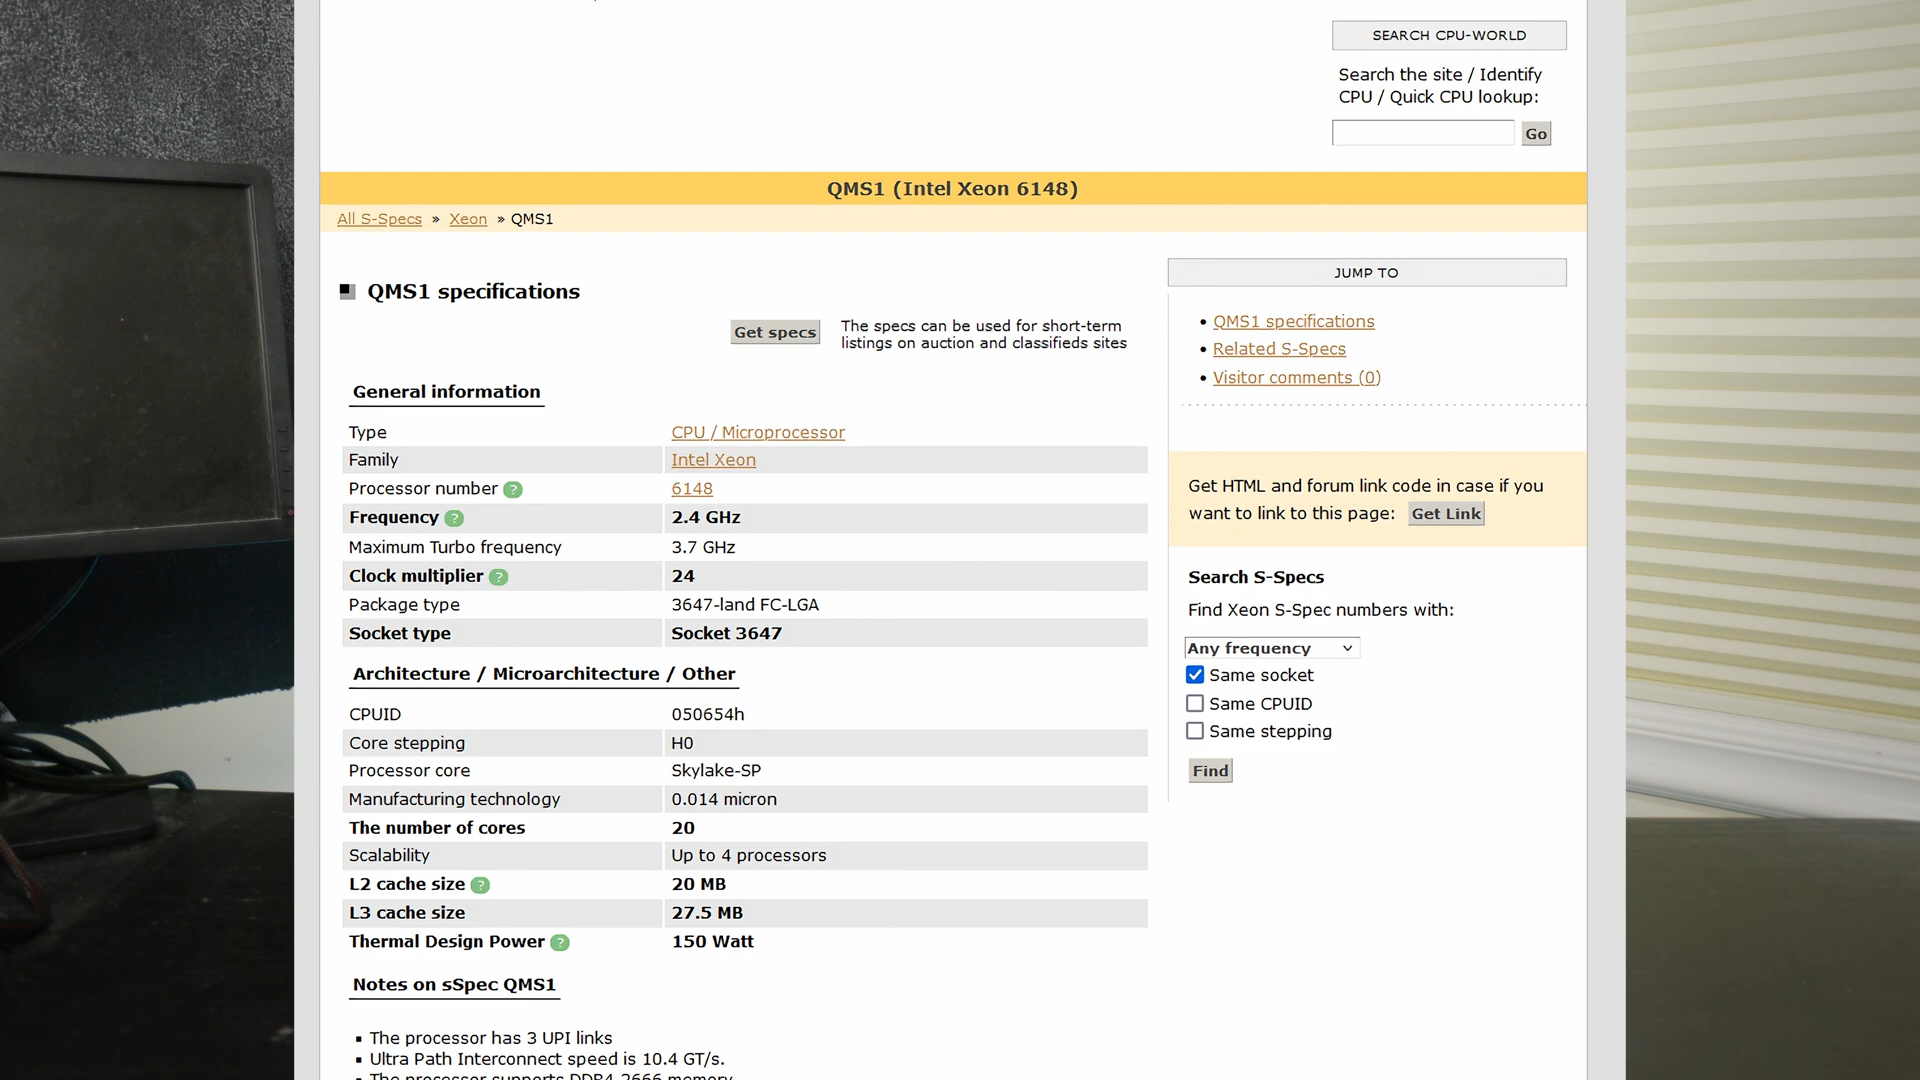 SEARCH CPU-WORLD
Search the site / Identify
CPU / Quick CPU lookup:
Go
QMS1 (Intel Xeon 6148)
All S-Specs » Xeon » QMS1
QMS1 specifications
Get specs
The specs can be used for short-term
listings on auction and classifieds sites
General information
Type CPU / Microprocessor
Family Intel Xeon
Processor number ? 6148
Frequency ? 2.4 GHz
Maximum Turbo frequency 3.7 GHz
Clock multiplier ? 24
Package type 3647-land FC-LGA
Socket type Socket 3647
Architecture / Microarchitecture / Other
CPUID 050654h
Core stepping H0
Processor core Skylake-SP
Manufacturing technology 0.014 micron
The number of cores 20
Scalability Up to 4 processors
L2 cache size ? 20 MB
L3 cache size 27.5 MB
Thermal Design Power ? 150 Watt
Notes on sSpec QMS1
The processor has 3 UPI links
Ultra Path Interconnect speed is 10.4 GT/s.
The processor supports DDR4-2666 memory
JUMP TO
QMS1 specifications
Related S-Specs
Visitor comments (0)
Get HTML and forum link code in case if you
want to link to this page: Get Link
Search S-Specs
Find Xeon S-Spec numbers with:
Any frequency
Same socket
Same CPUID
Same stepping
Find